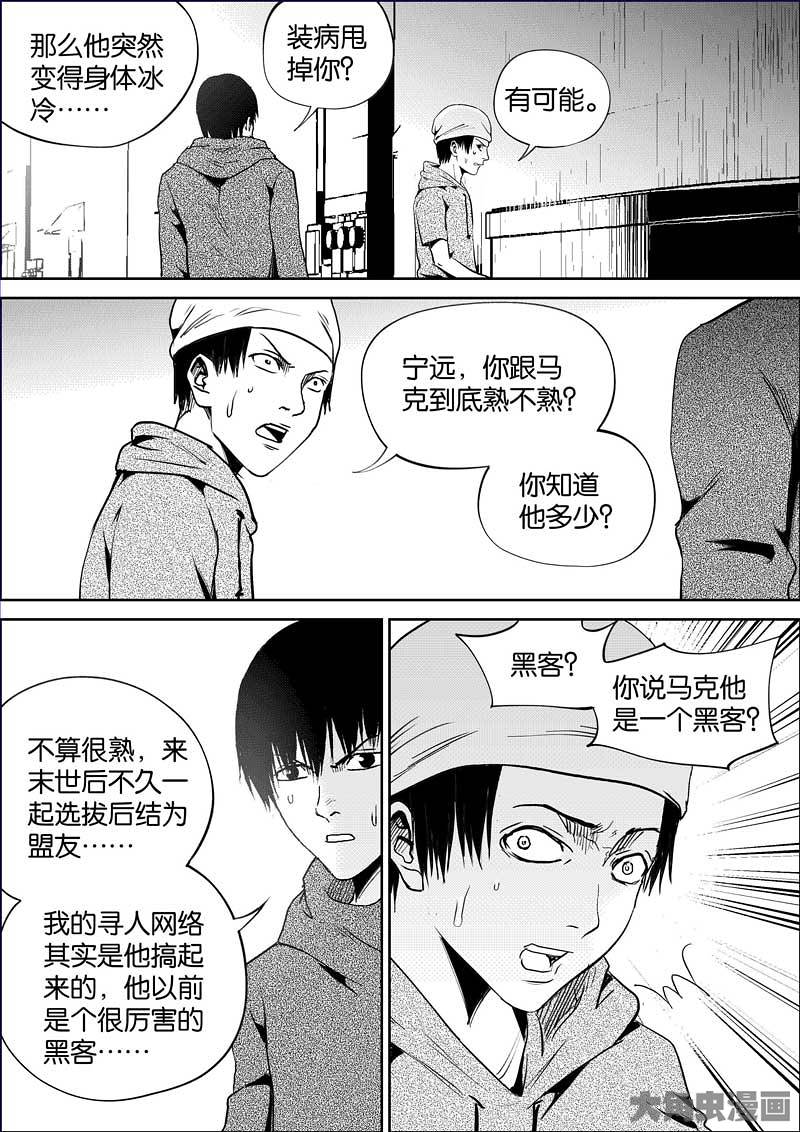 那么他突然
变得身体冰
冷……
装病甩
掉你？
有可能。
宁远，你跟马
克到底熟不熟？
你知道
他多少？
不算很熟，来
末世后不久一
起选拔后结为
盟友……
我的寻人网络
其实是他搞起
来的，他以前
是个很厉害的
黑客……
黑客？
你说马克他
是一个黑客？
大角虫漫画